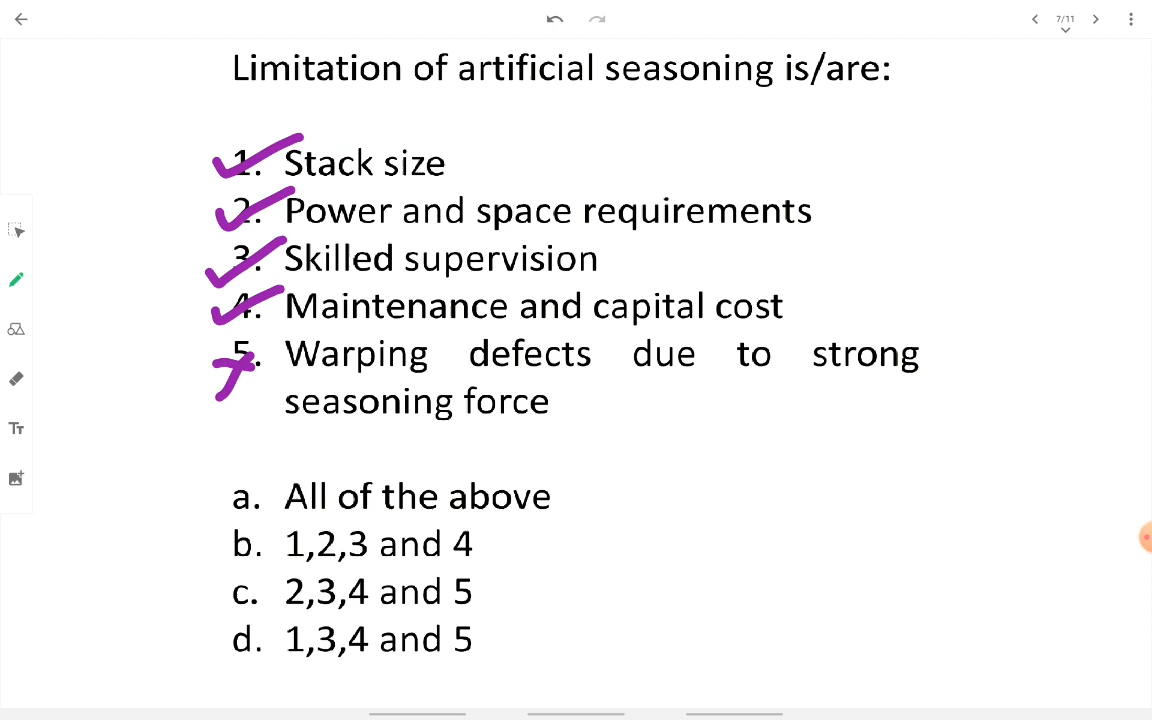 7/11
Limitation of artificial seasoning is/are:
1. Stack size
2. Power and space requirements
3. Skilled supervision
4. Maintenance and capital cost
5. Warping defects due to strong
seasoning force
a. All of the above
b. 1,2,3 and 4
c. 2,3,4 and 5
d. 1,3,4 and 5
Tт